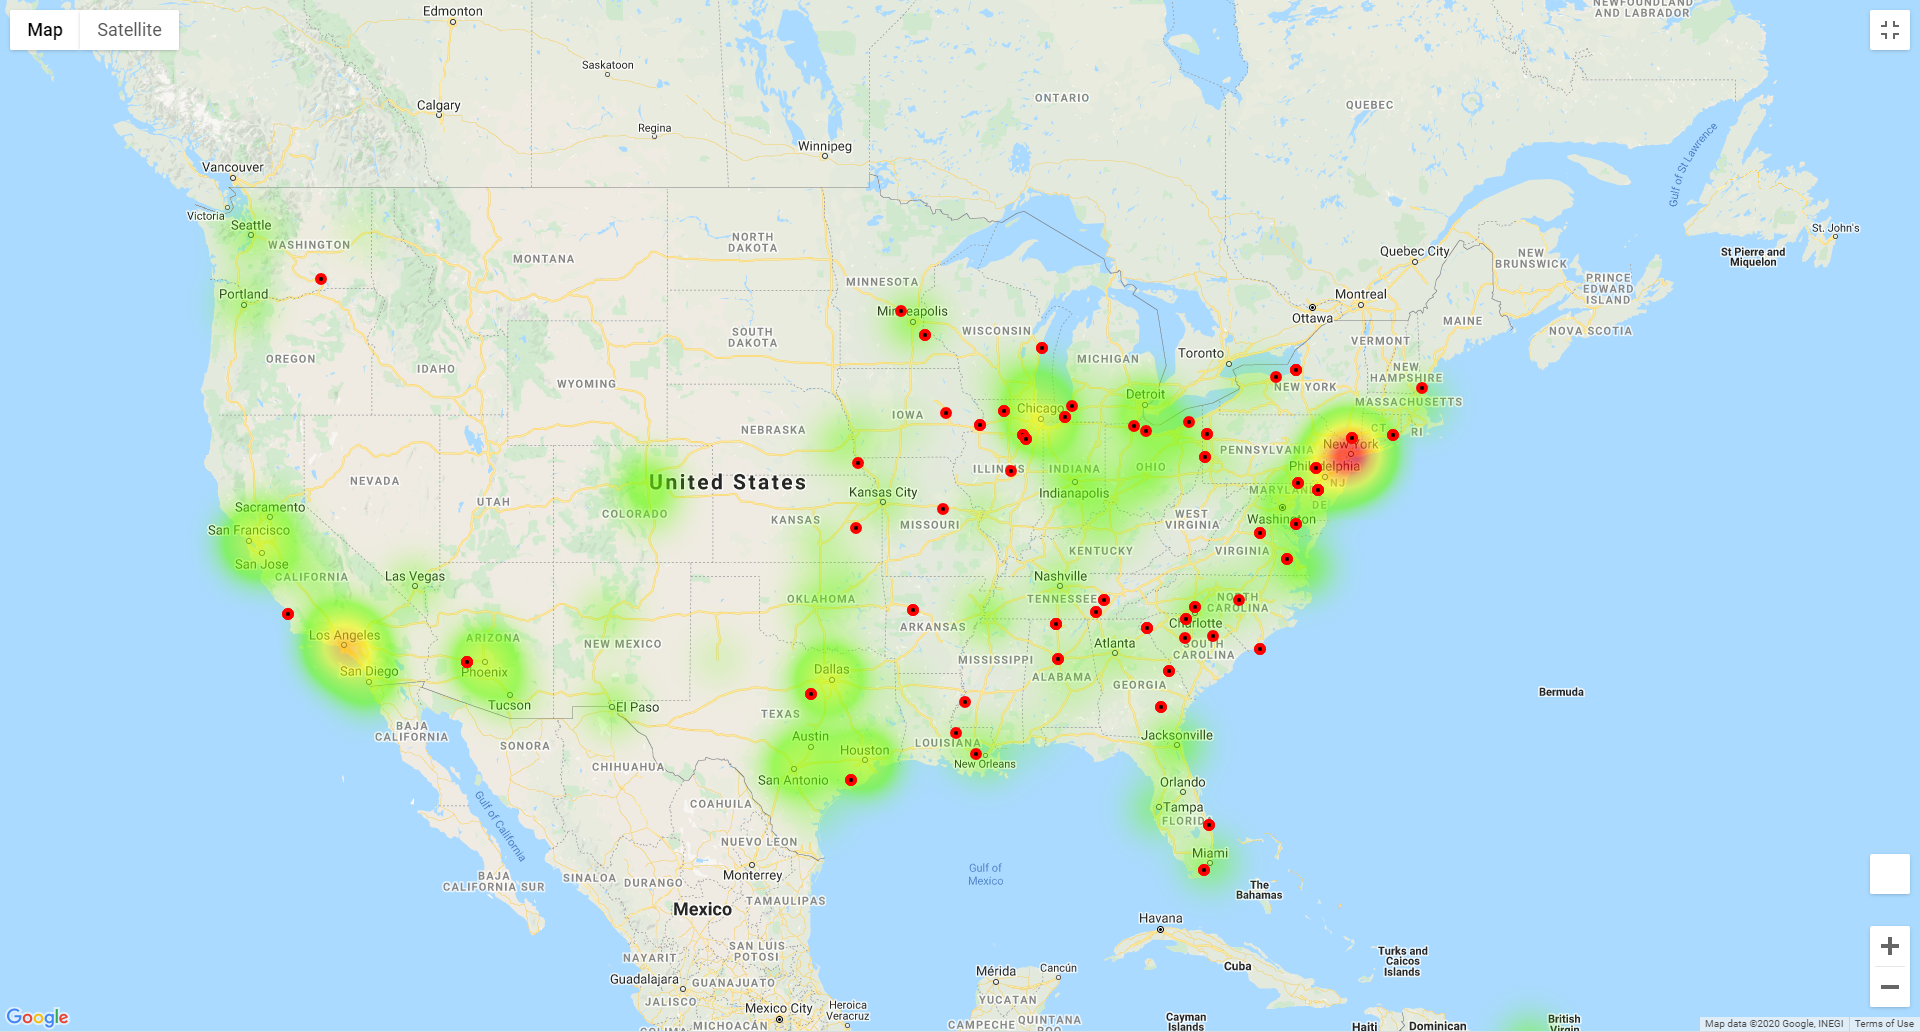 NEWFOUNDLAND
AND LABRADOR
Edmonton
Map
Satellite
Saskatoon
Calgary
ONTARIO
QUEBEC
Regina
Winnipeg
Gulf of St Lawrence
Vancouver
Victoria
Seattle
St. John's
WASHINGTON
NORTH
DAKOTA
MONTANA
Quebec City
NEW
BRUNSWICK
St Pierre and
Miquelon
MINNESOTA
PRINCE
EDWARD
ISLAND
Portland
Montreal
Ottawa
Minneapolis
MAINE
WISCONSIN
NOVA SCOTIA
SOUTH
DAKOTA
VERMONT
Toronto
OREGON
MICHIGAN
IDAHO
NEW
HAMPSHIRE
WYOMING
NEW YORK
Detroit
MASSACHUSETTS
Chicago
IOWA
NEBRASKA
CT
RI
New York
PENNSYLVANIA
Philadelphia
ILLINOIS
INDIANA
OHIO
NEVADA
United States
NJ
UTAH
Kansas City
Indianapolis
MARYLAND
DE
Sacramento
COLORADO
KANSAS
MISSOURI
WEST
VIRGINIA
Washington
San Francisco
KENTUCKY
VIRGINIA
San Jose
CALIFORNIA
Las Vegas
Nashville
OKLAHOMA
TENNESSEE
NORTH
CAROLINA
Los Angeles
ARIZONA
NEW MEXICO
ARKANSAS
Charlotte
Atlanta
SOUTH
CAROLINA
San Diego
Phoenix
Dallas
MISSISSIPPI
ALABAMA
GEORGIA
Bermuda
Tucson
El Paso
TEXAS
BAJA
CALIFORNIA
SONORA
Austin
Houston
LOUISIANA
Jacksonville
New Orleans
CHIHUAHUA
San Antonio
Orlando
Gulf of California
COAHUILA
Tampa
FLORIDA
NUEVO LEON
Miami
Gulf of
Mexico
BAJA
CALIFORNIA SUR
SINALOA
DURANGO
Monterrey
The
Bahamas
Mexico
TAMAULIPAS
Havana
SAN LUIS
POTOSI
NAYARIT
Turks and
Caicos
Islands
Cuba
Mérida
Cancún
Guadalajara
GUANAJUATO
JALISCO
YUCATAN
Mexico City
Heroica
Veracruz
Google
MICHOACÁN
CAMPECHE
QUINTANA
Cayman
Islands
Haiti
Dominican
British
Virgin
Map data ©2020 Google, INEGI
Terms of Use